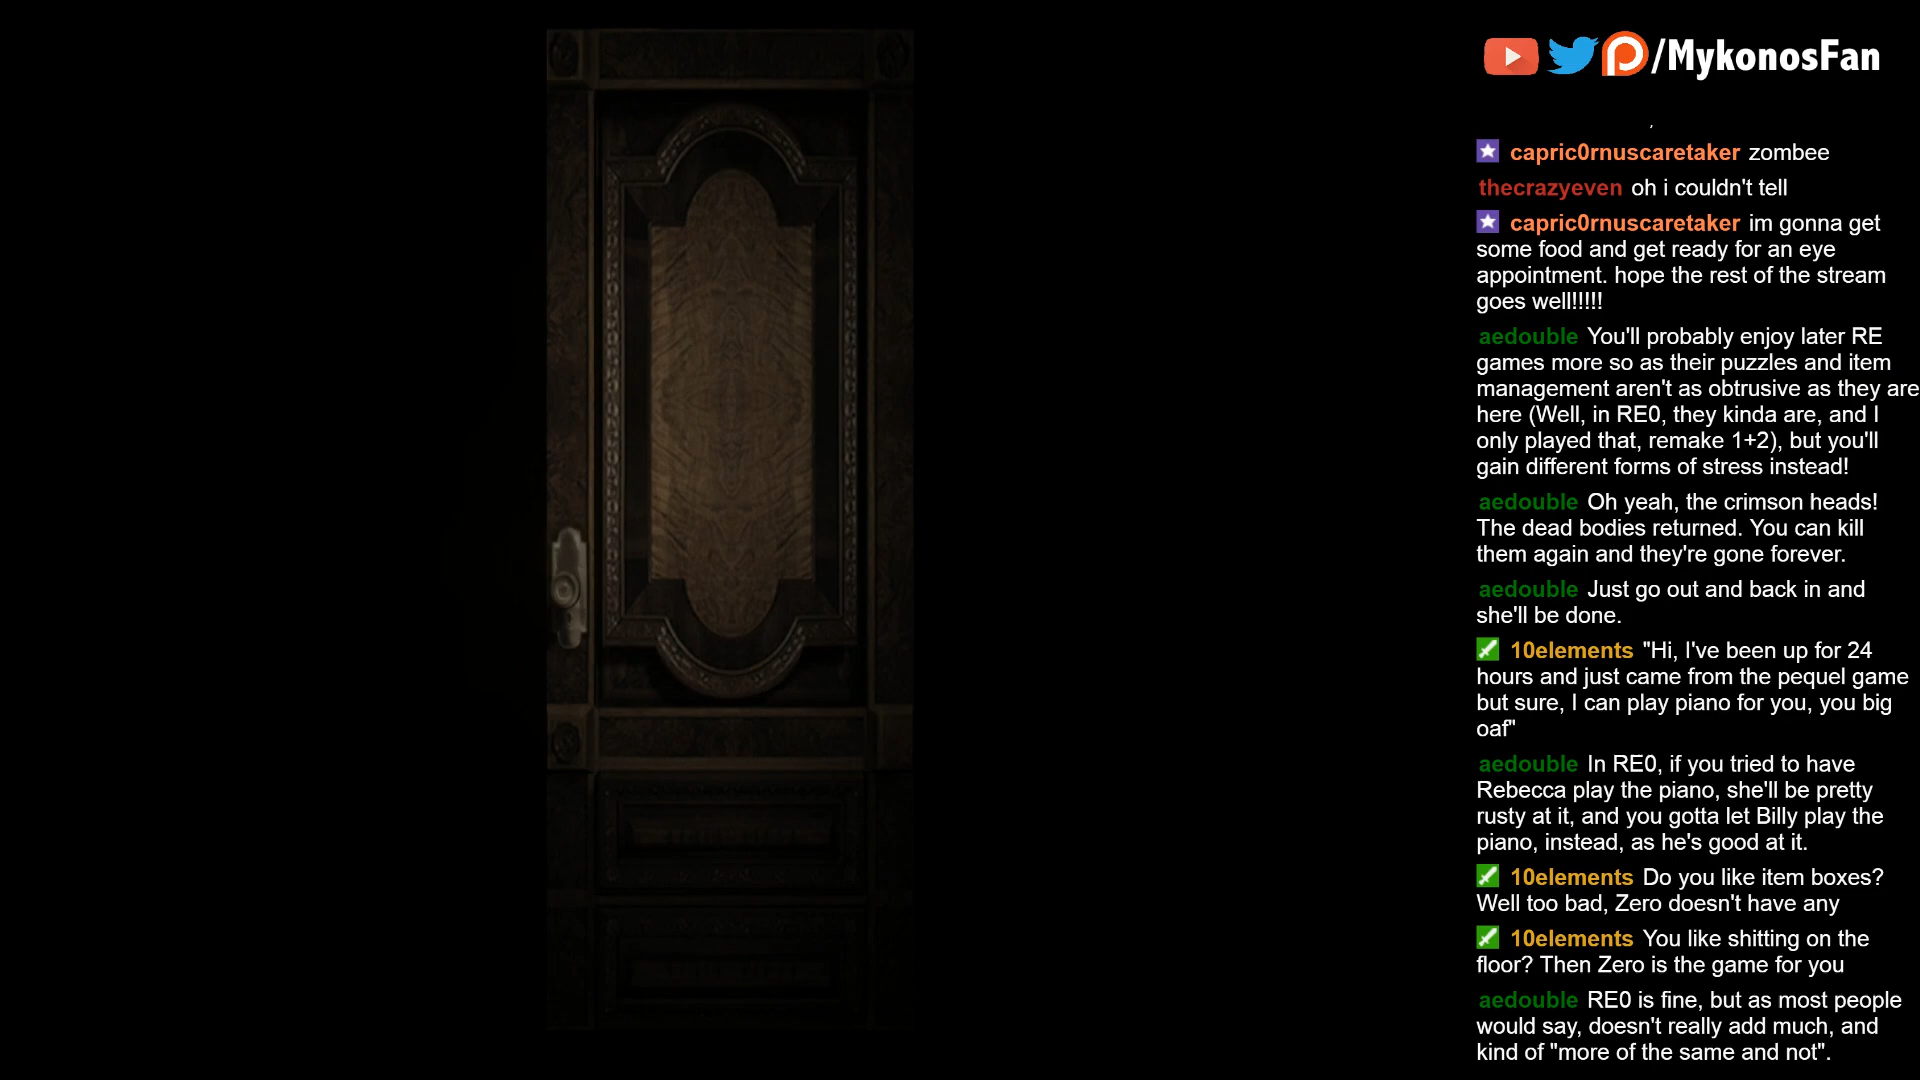 /MykonosFan
capric0rnuscaretaker zombee
thecrazyeven oh i couldn't tell
capric0rnuscaretaker im gonna get
some food and get ready for an eye
appointment. hope the rest of the stream
goes well!!!!!
aedouble You'll probably enjoy later RE
games more so as their puzzles and item
management aren't as obtrusive as they are
here (Well, in RE0, they kinda are, and I
only played that, remake 1+2), but you'll
gain different forms of stress instead!
aedouble Oh yeah, the crimson heads!
The dead bodies returned. You can kill
them again and they're gone forever.
aedouble Just go out and back in and
she'll be done.
10elements "Hi, I've been up for 24
hours and just came from the pequel game
but sure, I can play piano for you, you big
oaf"
aedouble In RE0, if you tried to have
Rebecca play the piano, she'll be pretty
rusty at it, and you gotta let Billy play the
piano, instead, as he's good at it.
10elements Do you like item boxes?
Well too bad, Zero doesn't have any
10elements You like shitting on the
floor? Then Zero is the game for you
aedouble RE0 is fine, but as most people
would say, doesn't really add much, and
kind of "more of the same and not".